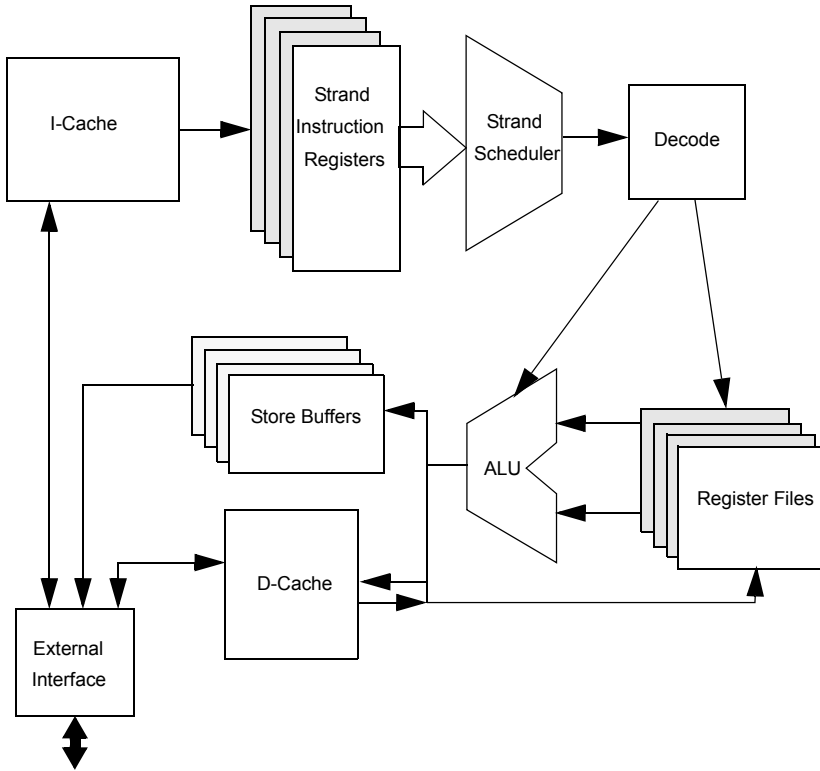 I-Cache
Strand
Instruction
Registers
Strand
Scheduler
Decode
Store Buffers
ALU
Register Files
D-Cache
External
Interface